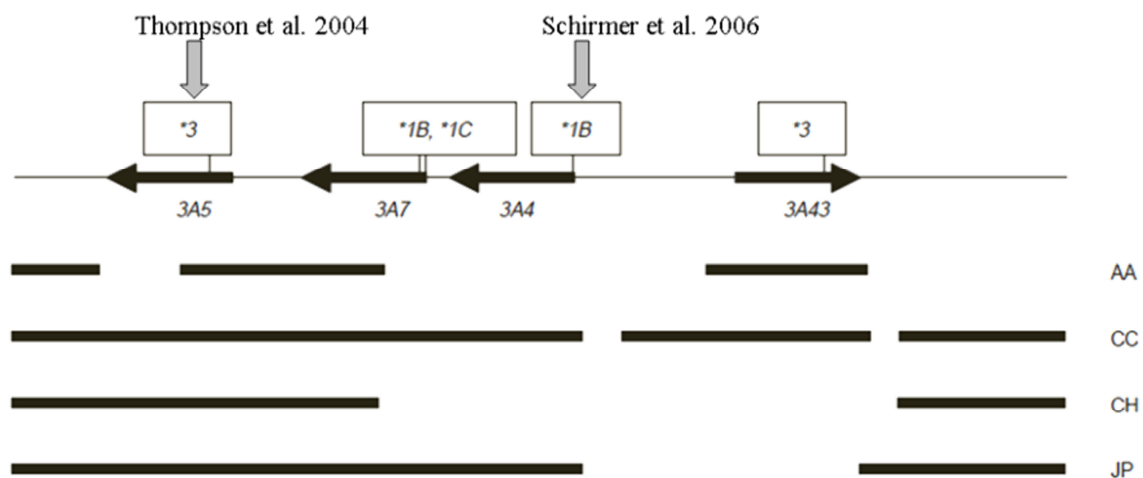 Thompson et al. 2004 Schirmer et al. 2006
*3 *1B, *1C *1B *3
3A5 3A7 3A4 3A43
AA
CC
CH
JP